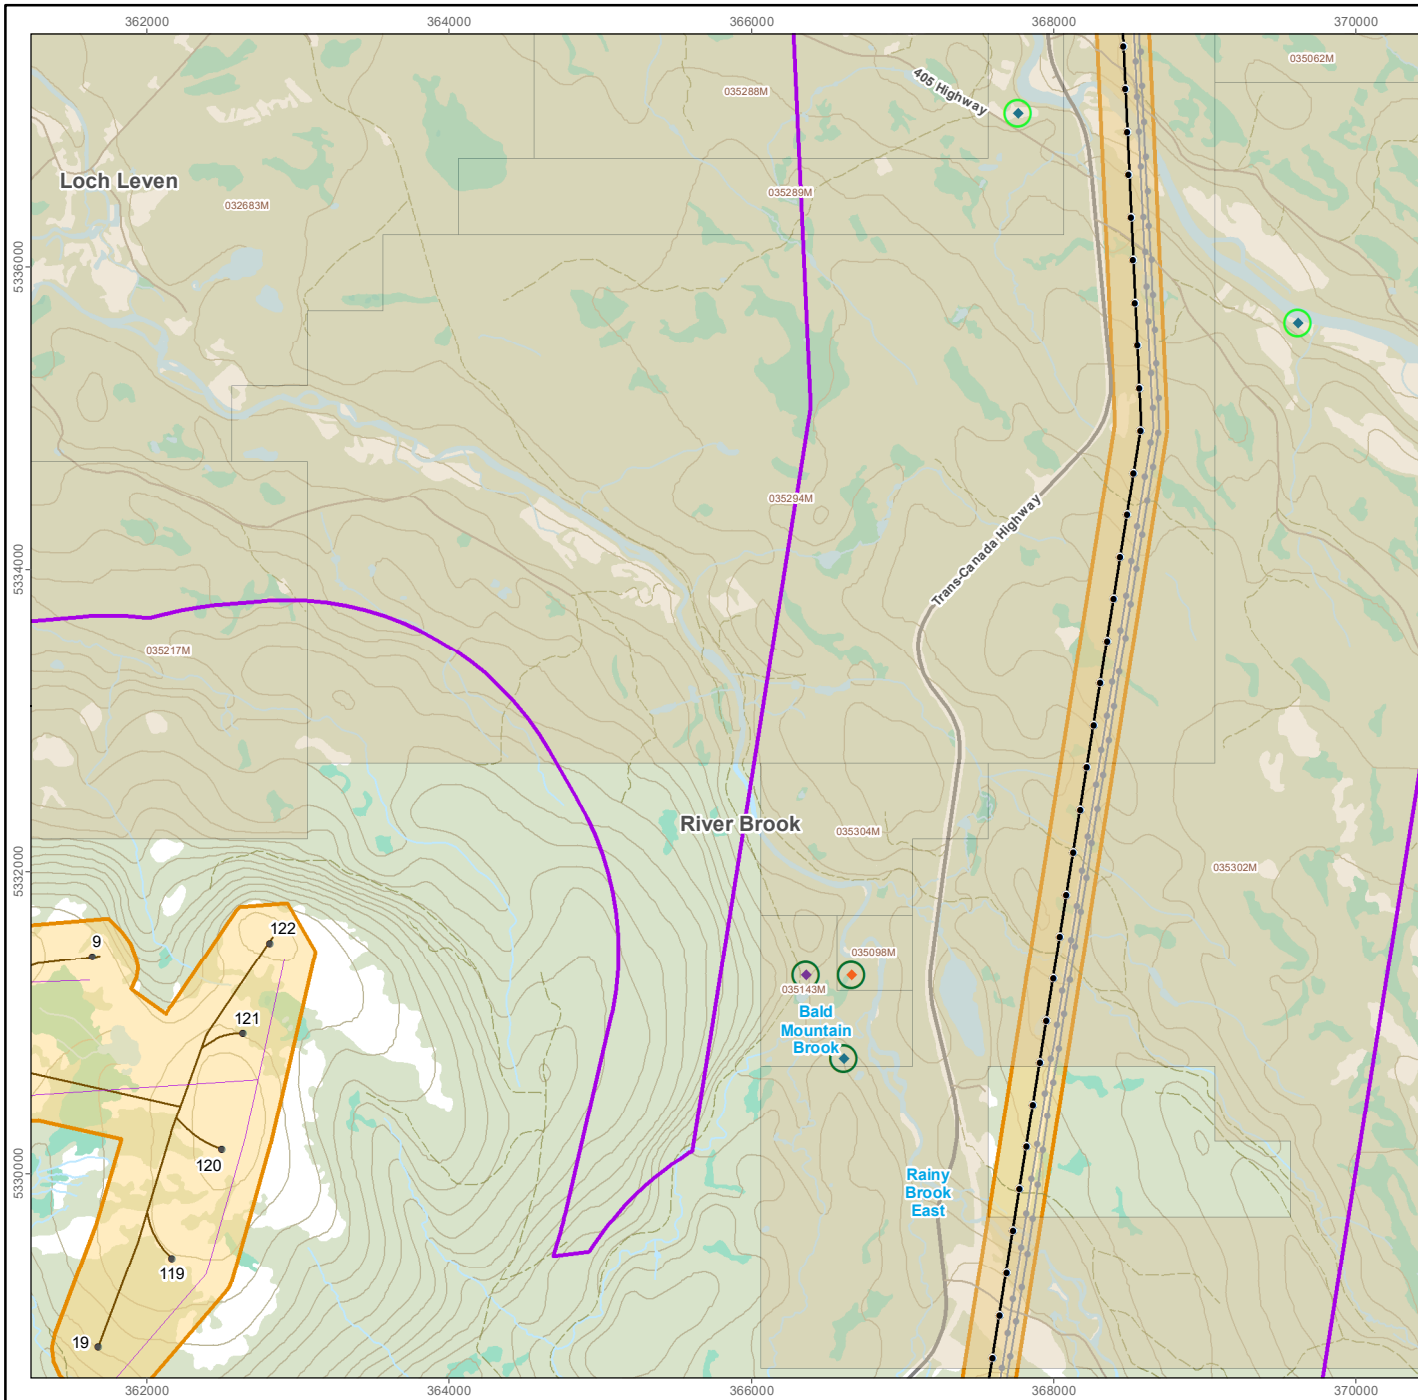 362000
364000
366000
368000
370000
035062M
405 Highway
035288M
Loch Leven
035289M
032683M
5336000
035294M
Trans-Canada Highway
5334000
035217M
River Brook
035304M
5332000
035302M
122
9
035098M
035143M
121
Bald
Mountain
Brook
120
5330000
Rainy
Brook
East
119
19
362000
364000
366000
368000
370000